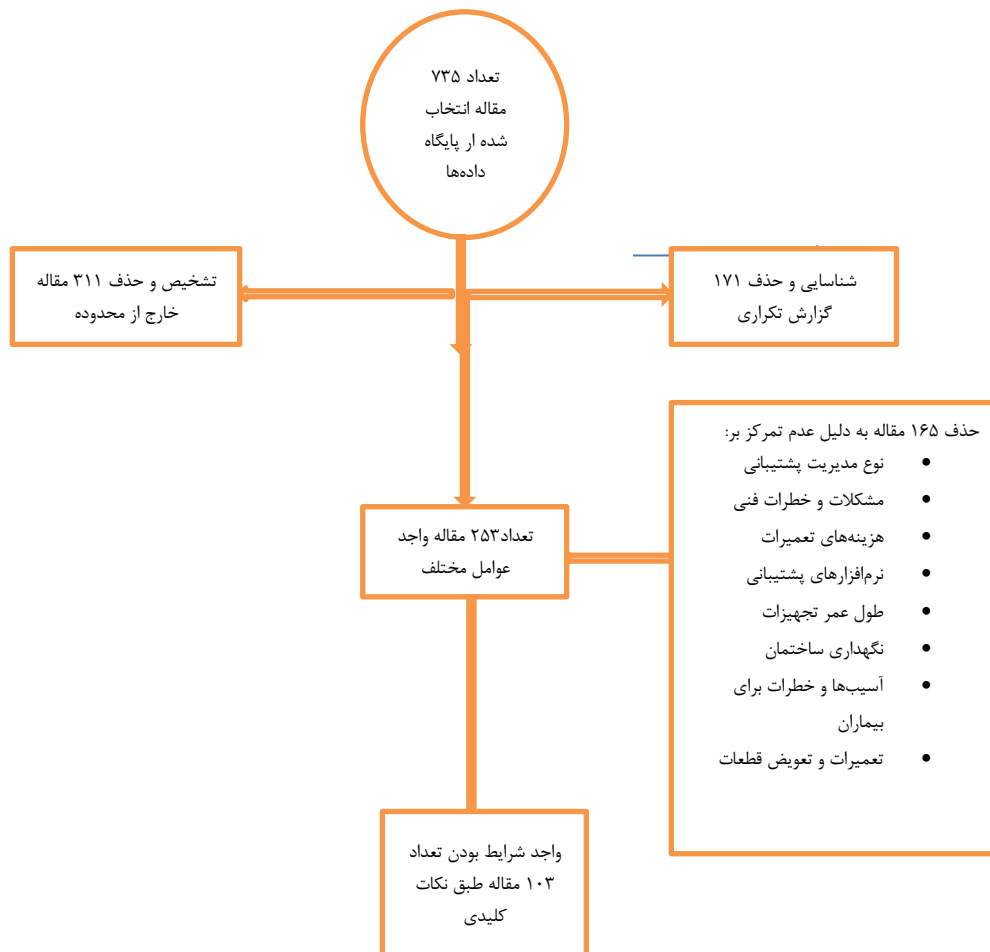 تعداد ۷۳۵
مقاله انتخاب
شده ار پایگاه
داده‌ها
شناسایی و حذف ۱۷۱
گزارش تکراری
تشخیص و حذف ۳۱۱ مقاله
خارج از محدوده
حذف ۱۶۵ مقاله به دلیل عدم تمرکز بر:
• نوع مدیریت پشتیبانی
• مشکلات و خطرات فنی
• هزینه‌های تعمیرات
• نرم‌افزارهای پشتیبانی
• طول عمر تجهیزات
• نگهداری ساختمان
• آسیب‌ها و خطرات برای
بیماران
• تعمیرات و تعویض قطعات
تعداد۲۵۳ مقاله واجد
عوامل مختلف
واجد شرایط بودن تعداد
۱۰۳ مقاله طبق نکات
کلیدی